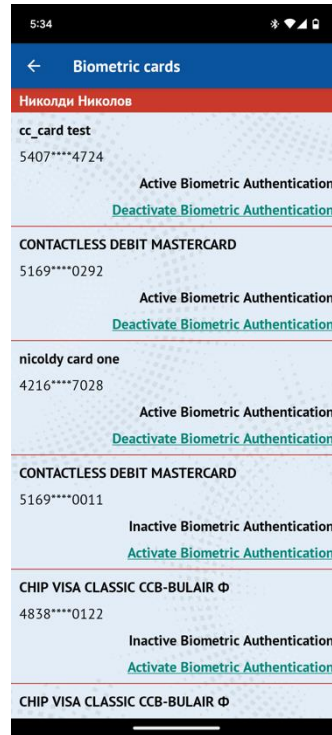 5:34
Biometric cards
Николди Николов
cc_card test
5407****4724
Active Biometric Authentication
Deactivate Biometric Authentication
CONTACTLESS DEBIT MASTERCARD
5169****0292
Active Biometric Authentication
Deactivate Biometric Authentication
nicoldy card one
4216****7028
Active Biometric Authentication
Deactivate Biometric Authentication
CONTACTLESS DEBIT MASTERCARD
5169****0011
Inactive Biometric Authentication
Activate Biometric Authentication
CHIP VISA CLASSIC CCB-BULAIR Ф
4838****0122
Inactive Biometric Authentication
Activate Biometric Authentication
CHIP VISA CLASSIC CCB-BULAIR Ф